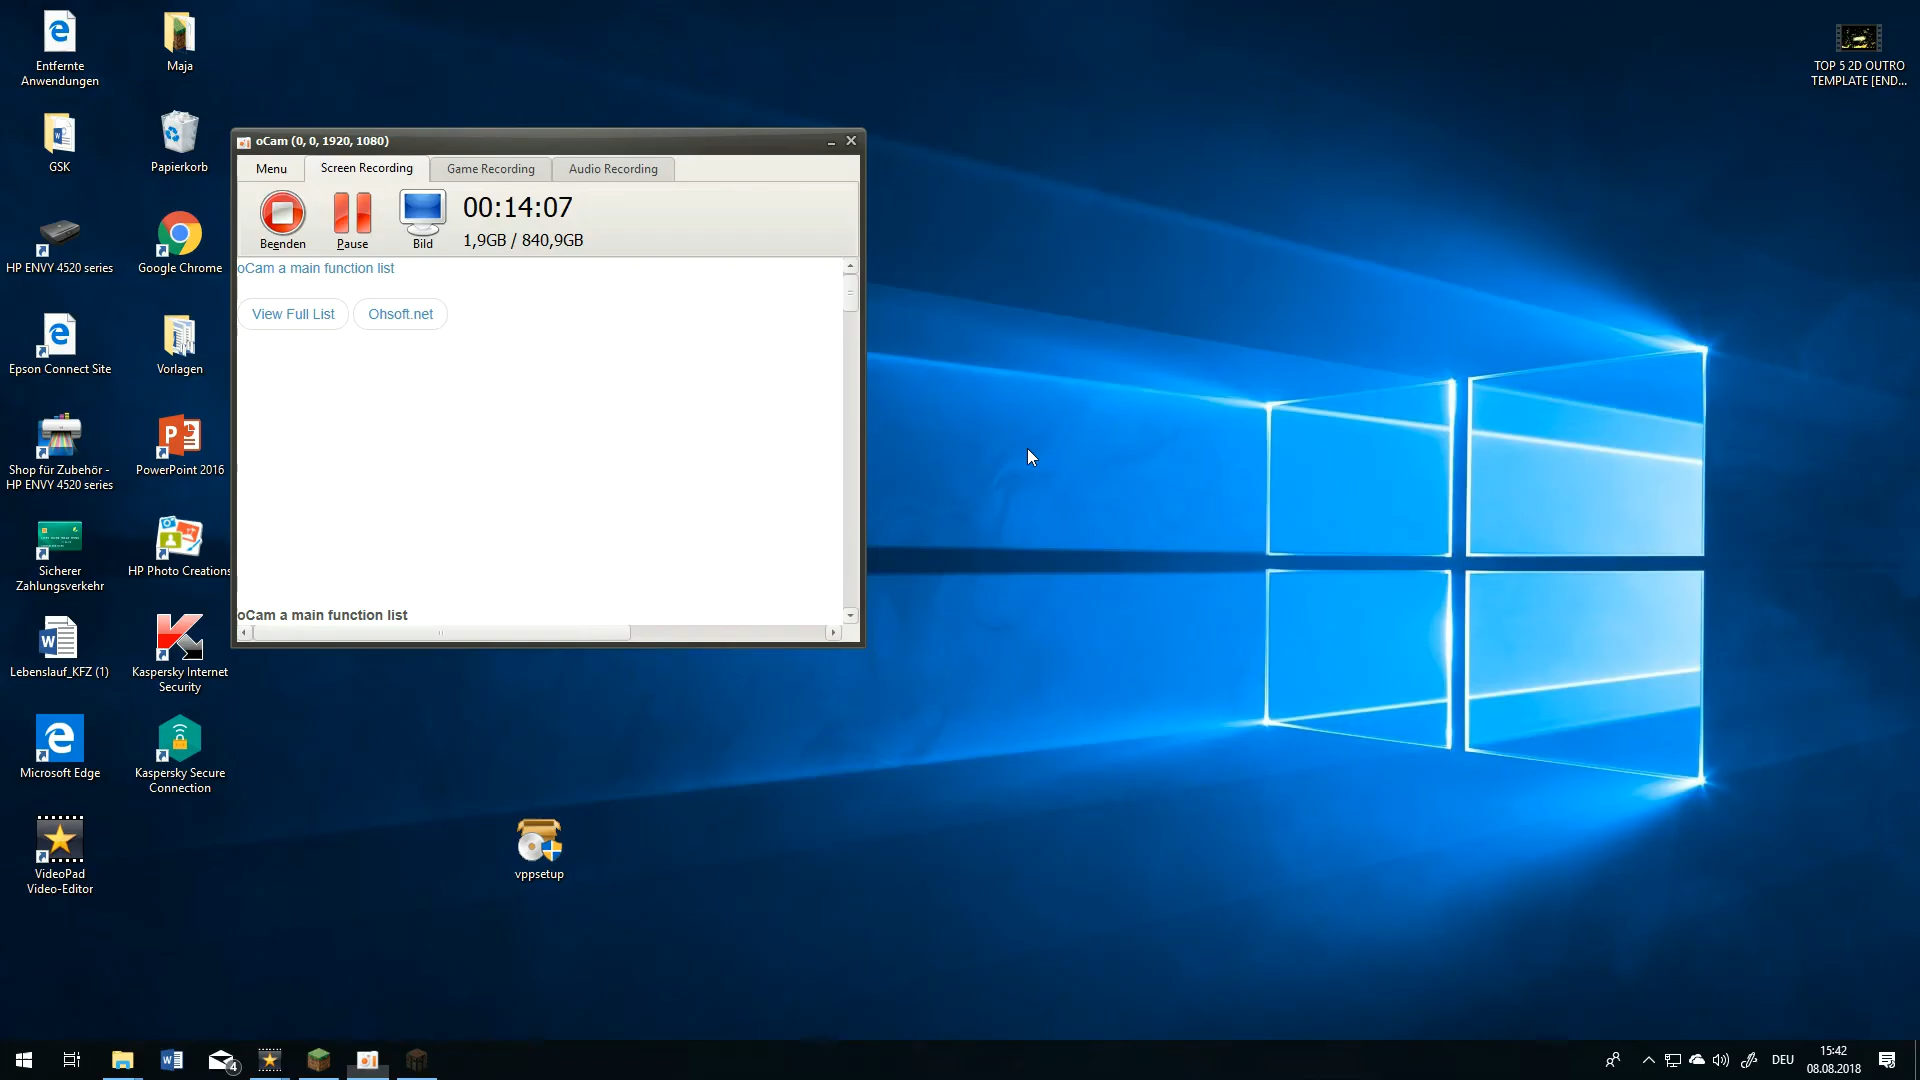 Entfernte
Anwendungen
Maja
TOP 5 2D OUTRO
TEMPLATE [END...
GSK
Papierkorb
oCam (0, 0, 1920, 1080)
Menu
Screen Recording
Game Recording
Audio Recording
00:14:07
1,9GB / 840,9GB
Beenden
Pause
Bild
HP ENVY 4520 series
Google Chrome
oCam a main function list
View Full List
Ohsoft.net
Epson Connect Site
Vorlagen
Shop für Zubehör -
HP ENVY 4520 series
PowerPoint 2016
Sicherer
Zahlungsverkehr
HP Photo Creations
oCam a main function list
Lebenslauf_KFZ (1)
Kaspersky Internet
Security
Microsoft Edge
Kaspersky Secure
Connection
VideoPad
Video-Editor
vppsetup
4
DEU
15:42
08.08.2018